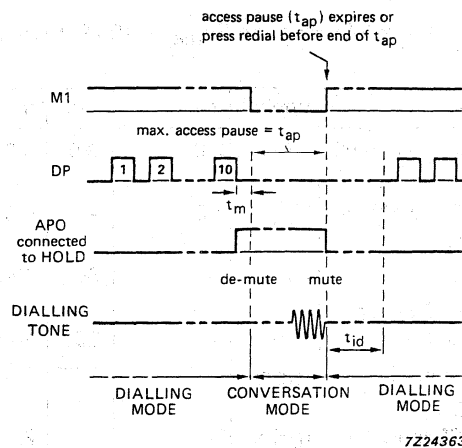 access pause (tap) expires or
press redial before end of tap
M1
max. access pause = tap
DP
1 2 10
tm
APO
connected
to HOLD
de-mute mute
DIALLING
TONE
tid
DIALLING
MODE
CONVERSATION
MODE
DIALLING
MODE
7Z24363